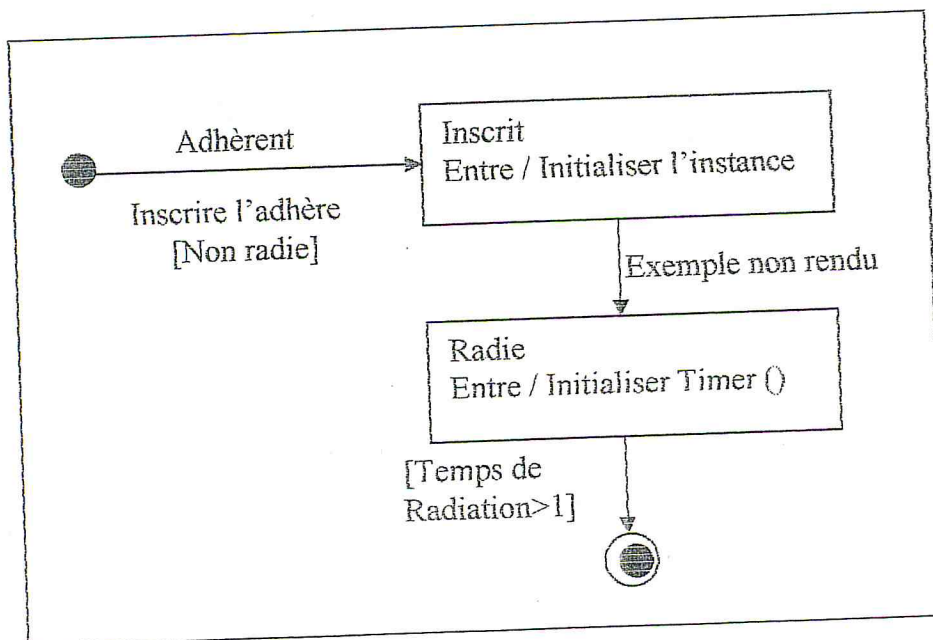 Adhèrent
Inscrire l'adhère
[Non radie]
Inscrit
Entre / Initialiser l'instance
Exemple non rendu
Radie
Entre / Initialiser Timer ()
[Temps de
Radiation>1]